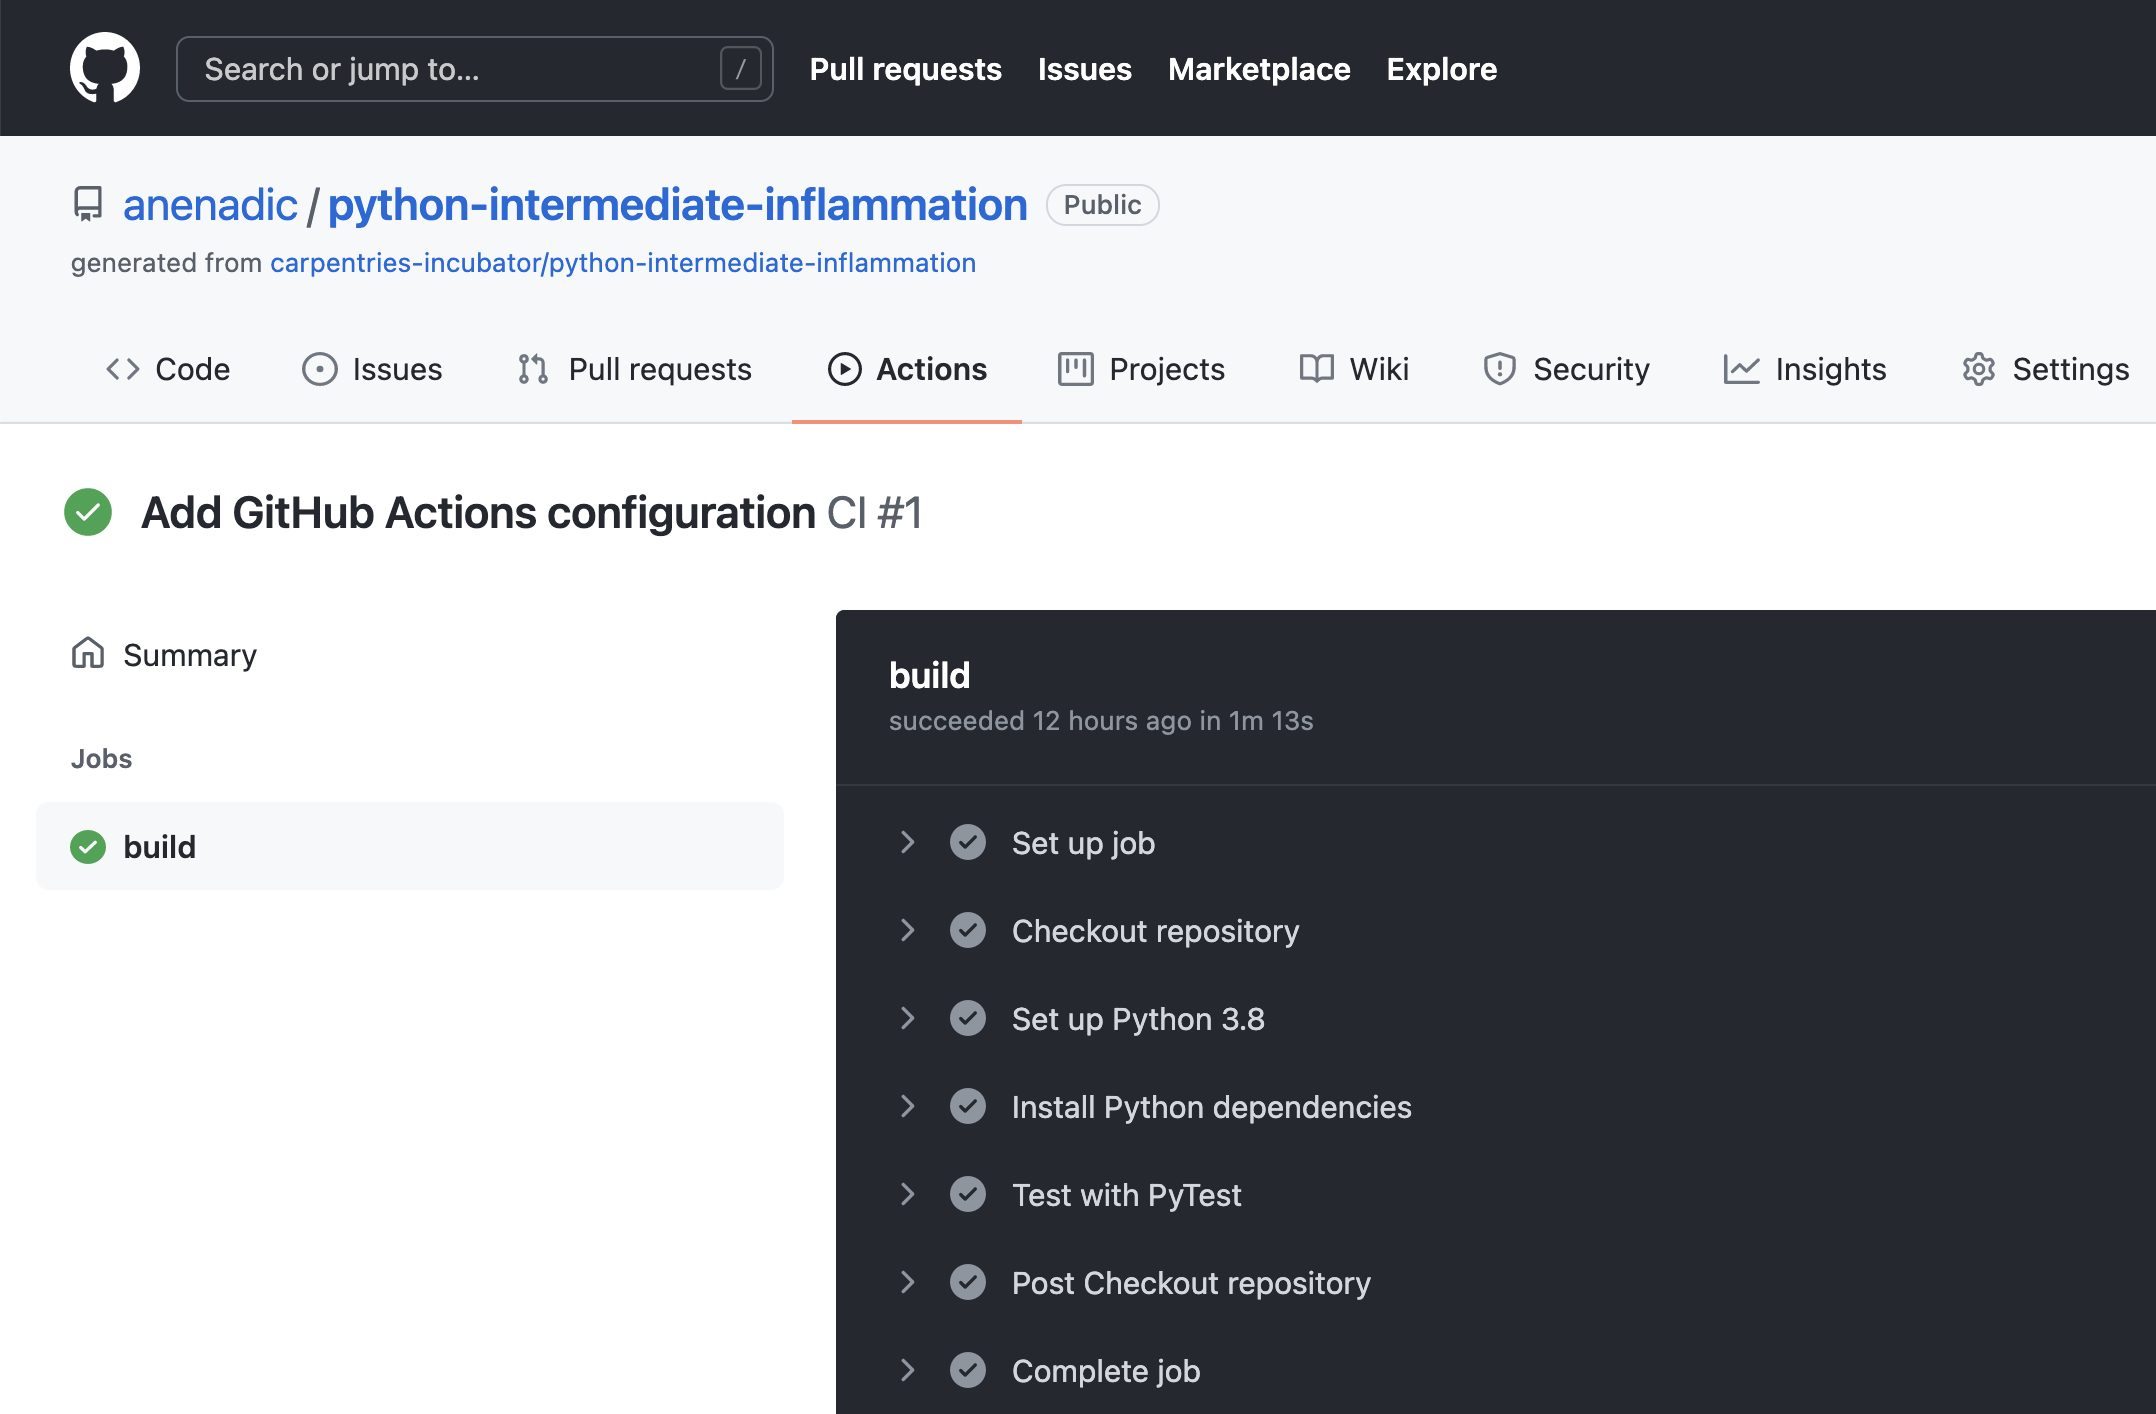 Search or jump to... / Pull requests Issues Marketplace Explore
anenadic / python-intermediate-inflammation Public
generated from carpentries-incubator/python-intermediate-inflammation
Code Issues Pull requests Actions Projects Wiki Security Insights Settings
Add GitHub Actions configuration CI #1
Summary
Jobs
build
build
succeeded 12 hours ago in 1m 13s
Set up job
Checkout repository
Set up Python 3.8
Install Python dependencies
Test with PyTest
Post Checkout repository
Complete job